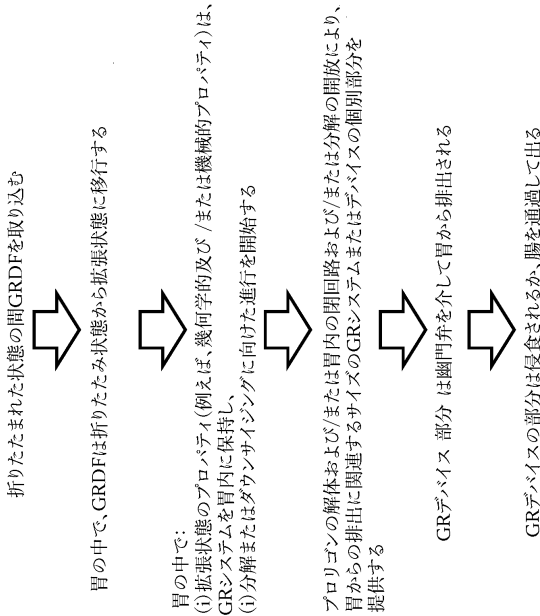 折りたたまれた状態の間GRDFを取り込む
胃の中で、GRDFは折りたたみ状態から拡張状態に移行する
胃の中で:
(i)拡張状態のプロパティ(例えば、幾何学的及び /または機械的プロパティ)は、
GRシステムを胃内に保持し、
(i)分解またはダウンサイジングに向けた進行を開始する
プロリゴンの解体および/または胃内の閉回路および/または分解の開放により、
胃からの排出に関連するサイズのGRシステムまたはデバイスの個別部分を
提供する
GRデバイス 部分 は幽門弁を介して胃から排出される
GRデバイスの部分は侵食されるか、腸を通過して出る